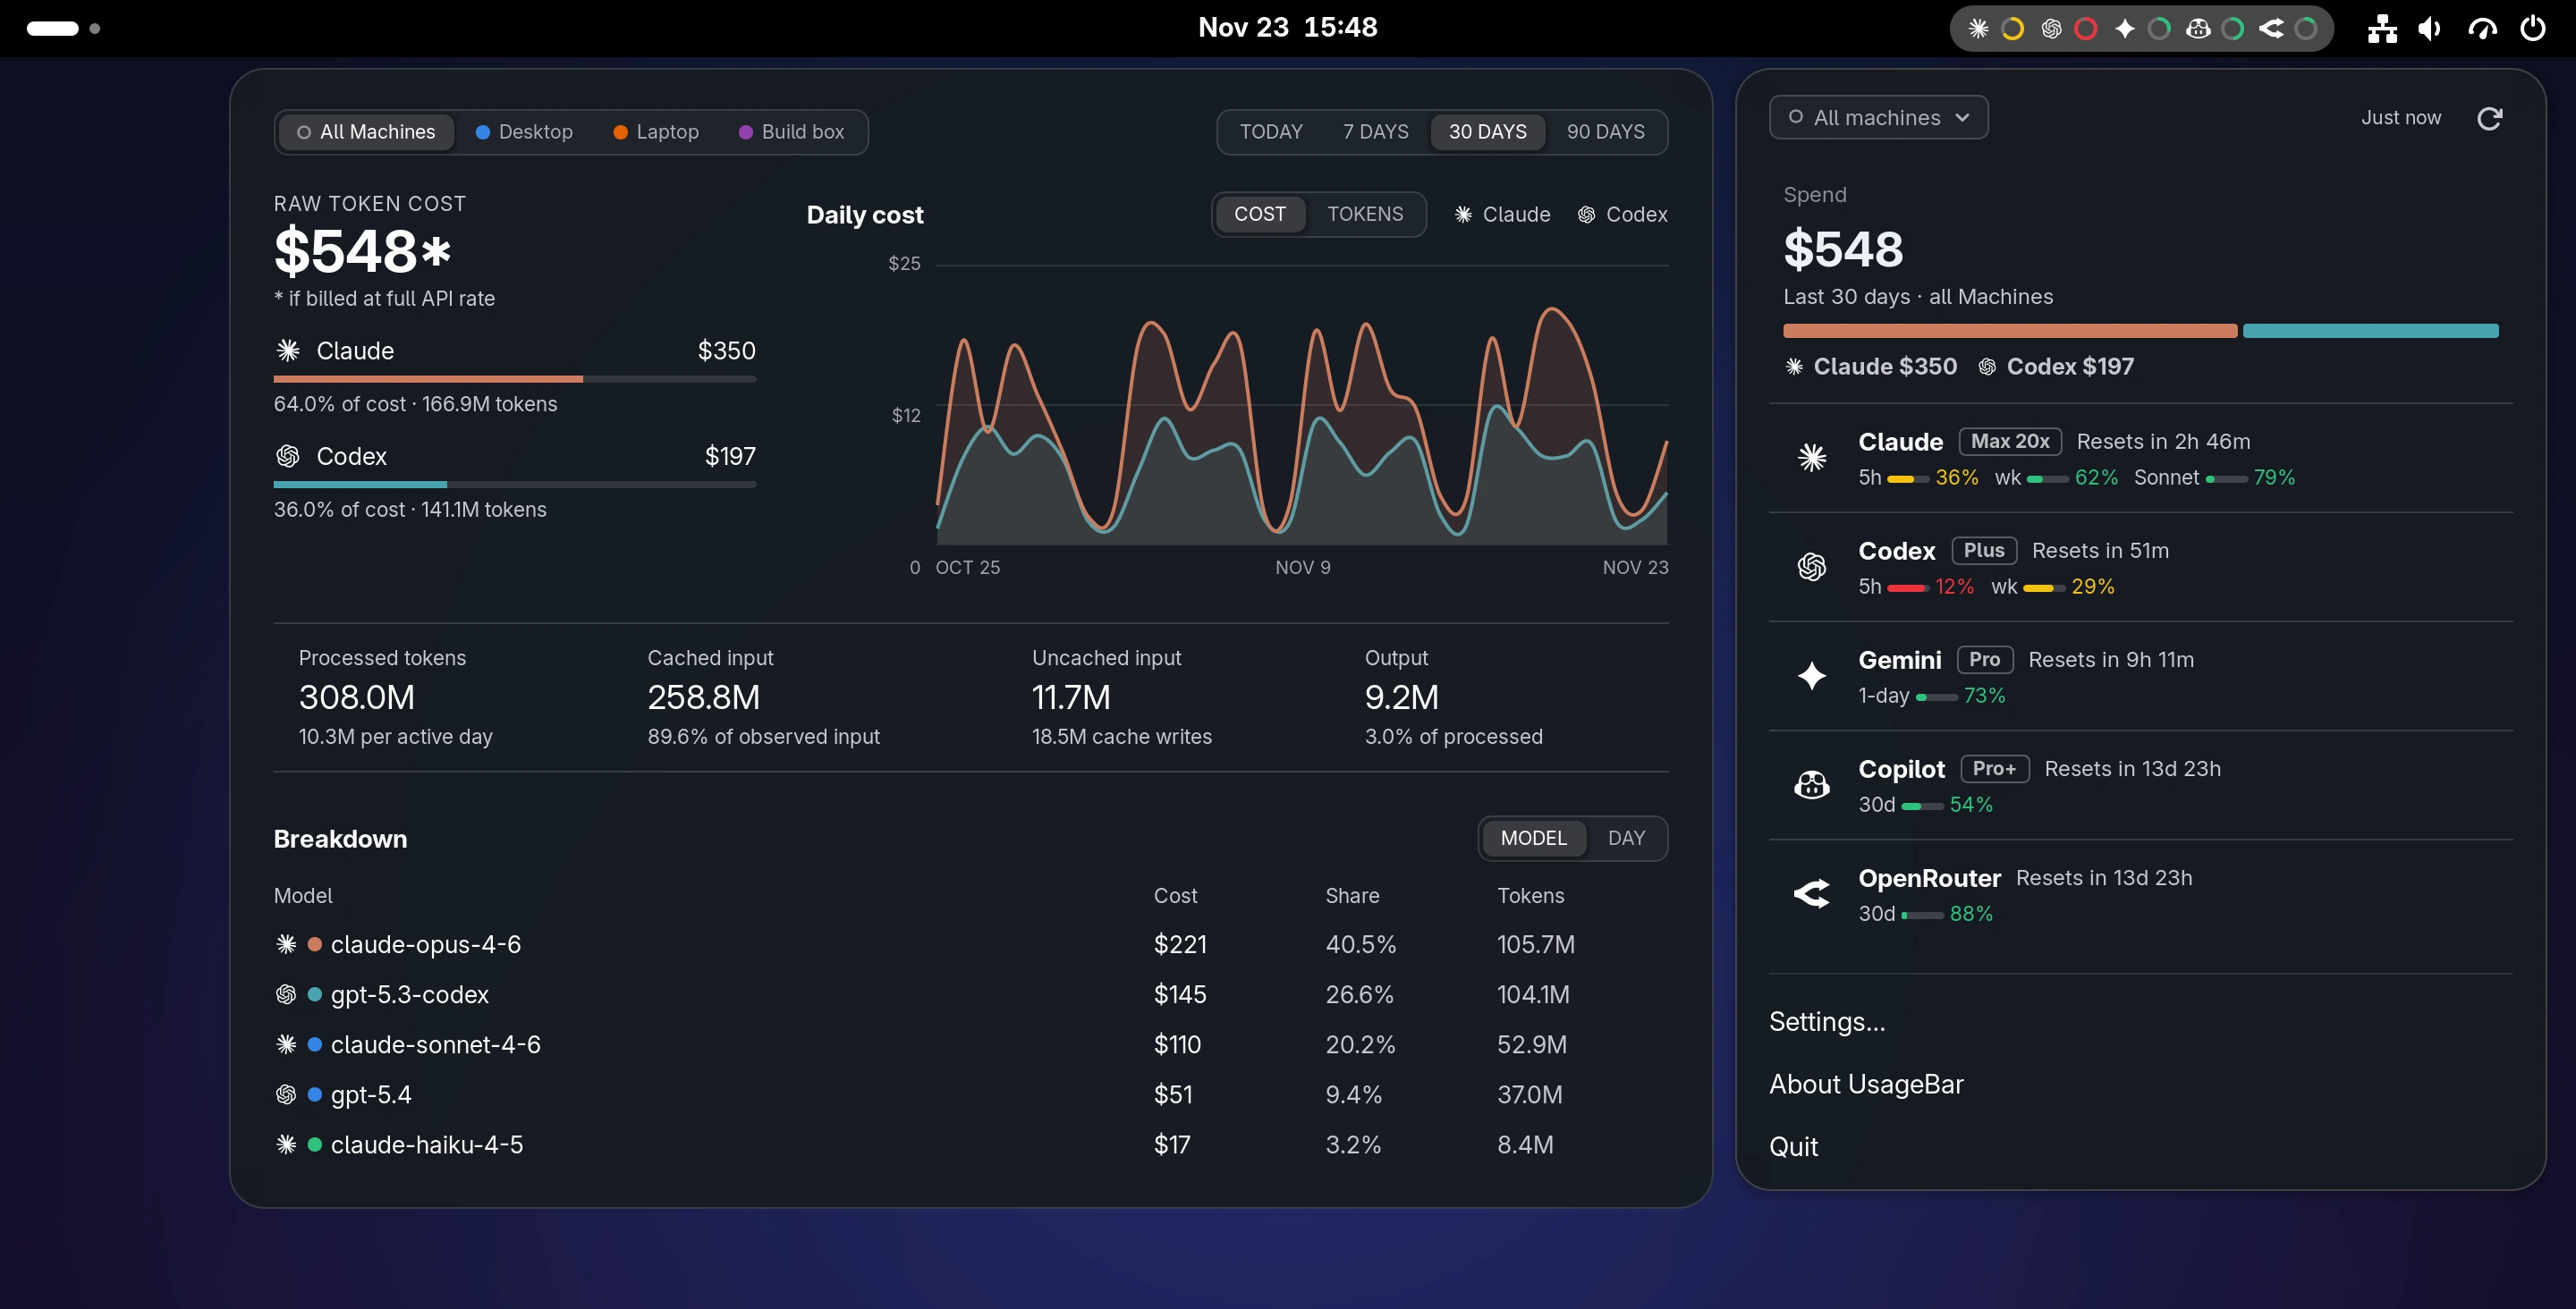 Nov 23 15:48
All Machines Desktop Laptop Build box
TODAY 7 DAYS 30 DAYS 90 DAYS
RAW TOKEN COST
$548*
* if billed at full API rate
Claude $350
64.0% of cost · 166.9M tokens
Codex $197
36.0% of cost · 141.1M tokens
Daily cost
COST TOKENS Claude Codex
$25
$12
0 OCT 25 NOV 9 NOV 23
Processed tokens
308.0M
10.3M per active day
Cached input
258.8M
89.6% of observed input
Uncached input
11.7M
18.5M cache writes
Output
9.2M
3.0% of processed
Breakdown
MODEL DAY
Model Cost Share Tokens
claude-opus-4-6 $221 40.5% 105.7M
gpt-5.3-codex $145 26.6% 104.1M
claude-sonnet-4-6 $110 20.2% 52.9M
gpt-5.4 $51 9.4% 37.0M
claude-haiku-4-5 $17 3.2% 8.4M
All machines Just now
Spend
$548
Last 30 days · all Machines
Claude $350 Codex $197
Claude Max 20x Resets in 2h 46m
5h 36% wk 62% Sonnet 79%
Codex Plus Resets in 51m
5h 12% wk 29%
Gemini Pro Resets in 9h 11m
1-day 73%
Copilot Pro+ Resets in 13d 23h
30d 54%
OpenRouter Resets in 13d 23h
30d 88%
Settings...
About UsageBar
Quit